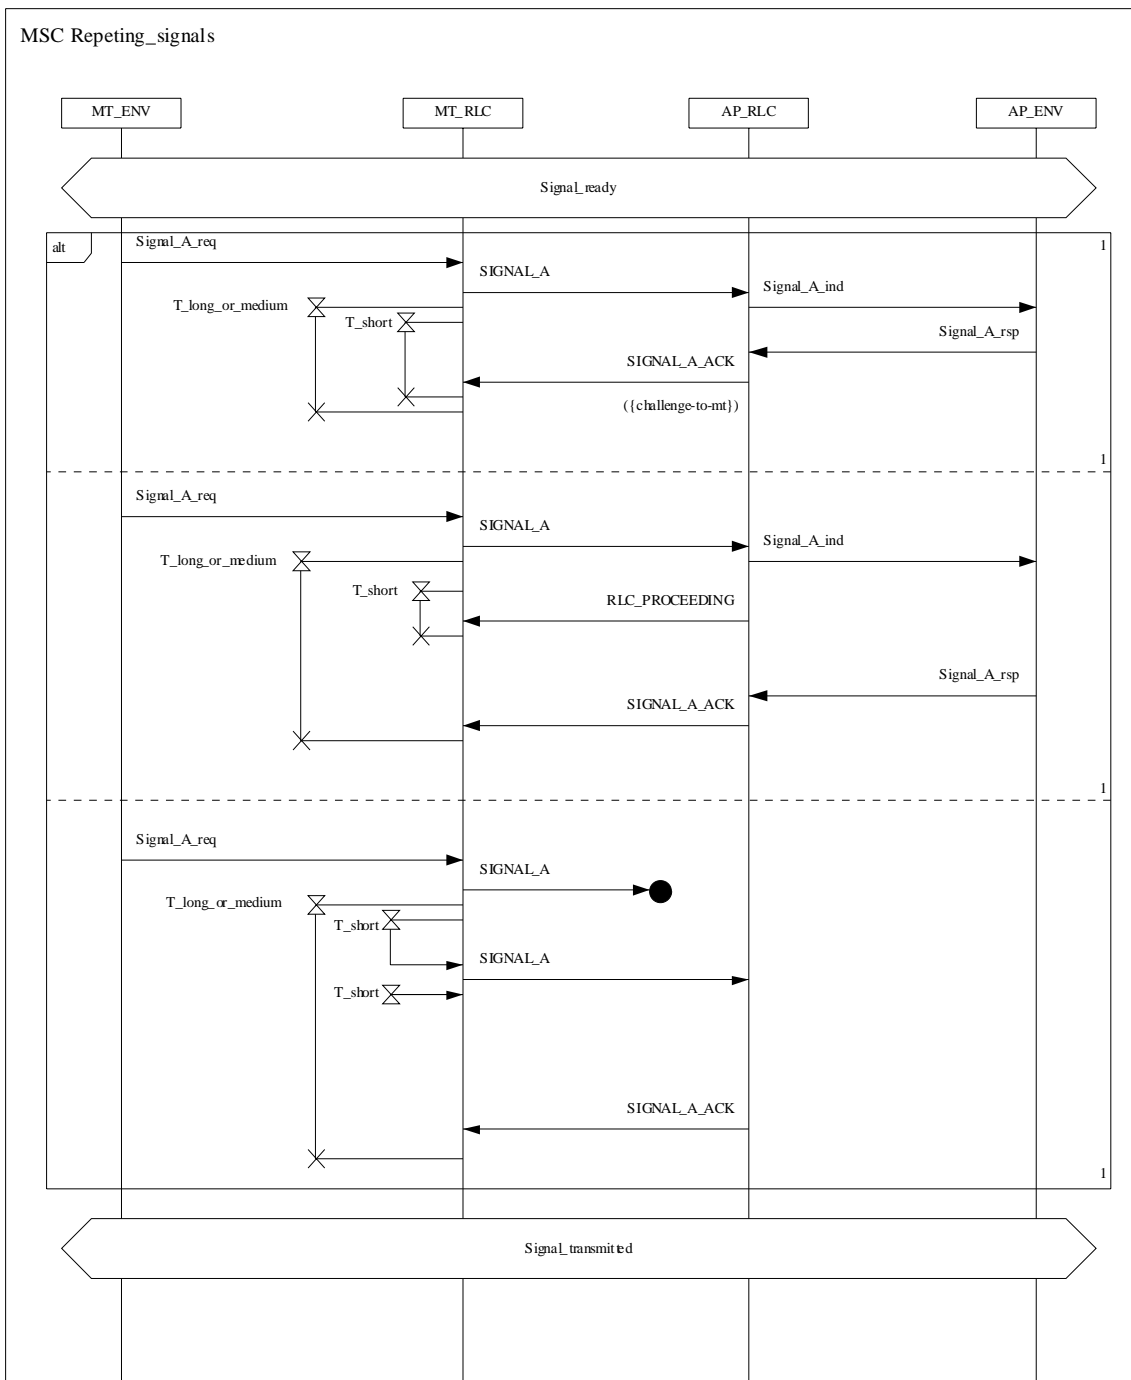 MSC Repeting_signals
MT_ENV MT_RLC AP_RLC AP_ENV
Signal_ready
alt 1
Signal_A_req
SIGNAL_A
Signal_A_ind
T_long_or_medium
T_short
Signal_A_rsp
SIGNAL_A_ACK
({challenge-to-mt})
1
Signal_A_req
SIGNAL_A
Signal_A_ind
T_long_or_medium
T_short
RLC_PROCEEDING
Signal_A_rsp
SIGNAL_A_ACK
1
Signal_A_req
SIGNAL_A
T_long_or_medium
T_short
SIGNAL_A
T_short
SIGNAL_A_ACK
1
Signal_transmitted